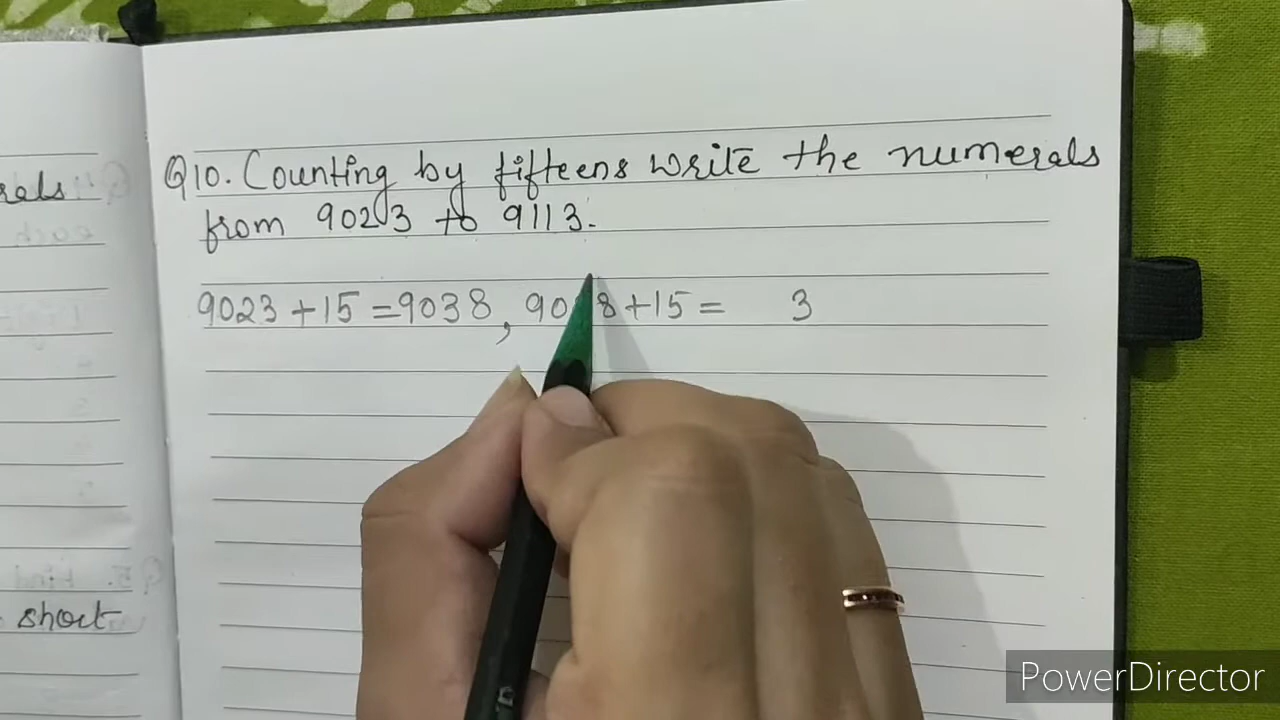 Q10. Counting by fifteens write the numerals
from 9023 to 9113.
9023 + 15 = 9038, 90 8 + 15 = 3
rels
short
PowerDirector